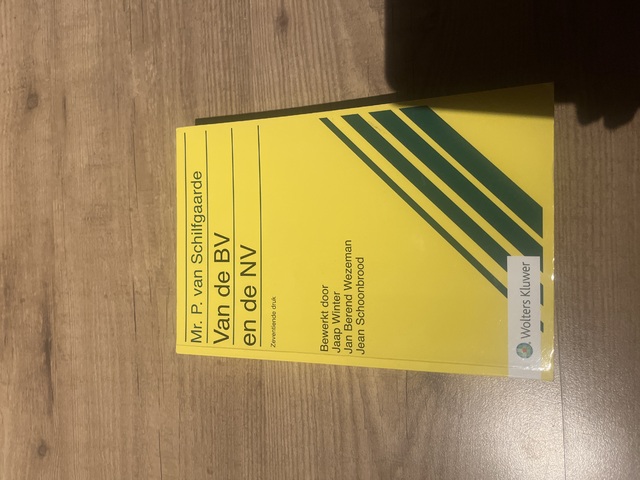 Mr. P. van Schilfgaarde
Van de BV
en de NV
Zeventiende druk
Bewerkt door
Jaap Winter
Jan Berend Wezeman
Jean Schoonbrood
Wolters Kluwer